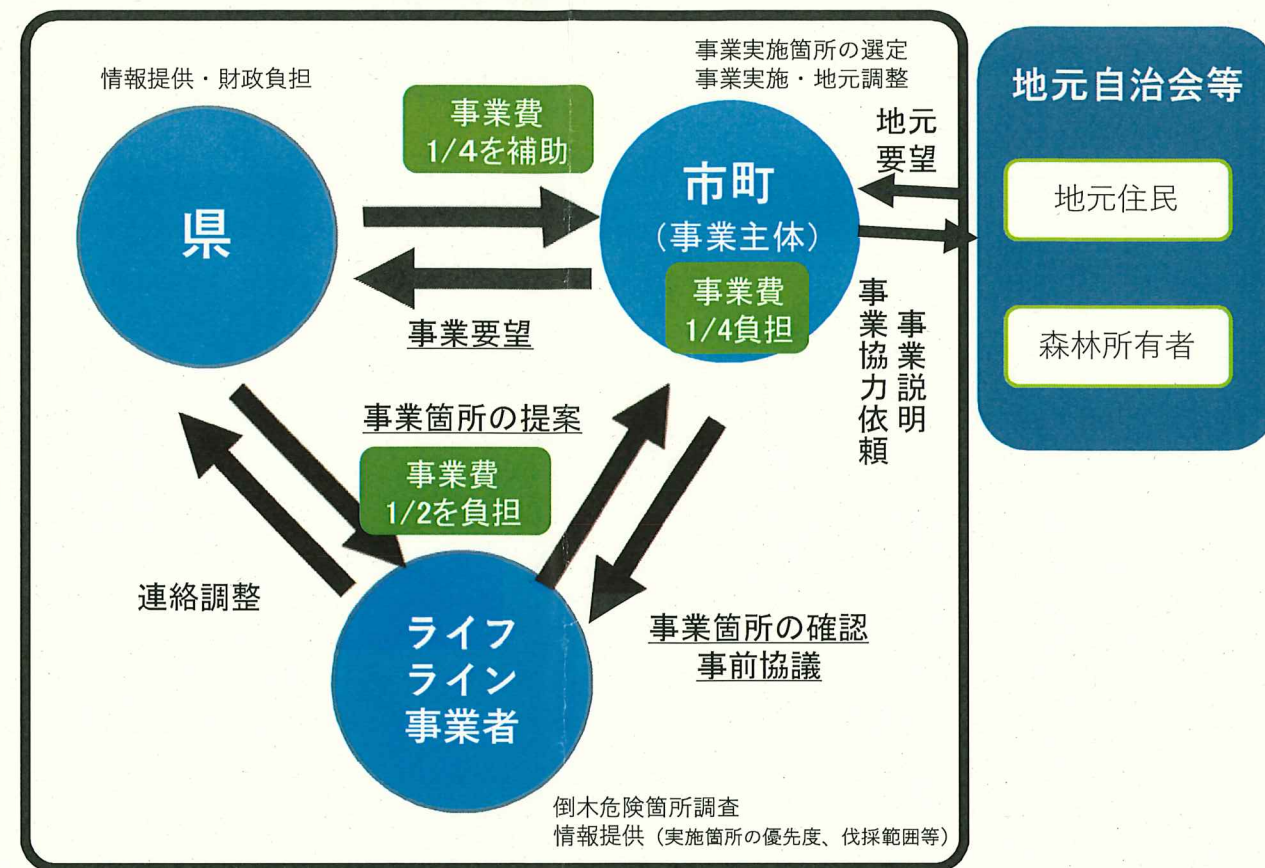 情報提供・財政負担
県
事業費
1/4を補助
事業要望
事業実施箇所の選定
事業実施・地元調整
市町
（事業主体）
事業費
1/4負担
地元
要望
事業説明
事業協力依頼
地元自治会等
地元住民
森林所有者
事業箇所の提案
事業費
1/2を負担
連絡調整
ライフ
ライン
事業者
事業箇所の確認
事前協議
倒木危険箇所調査
情報提供（実施箇所の優先度、伐採範囲等）